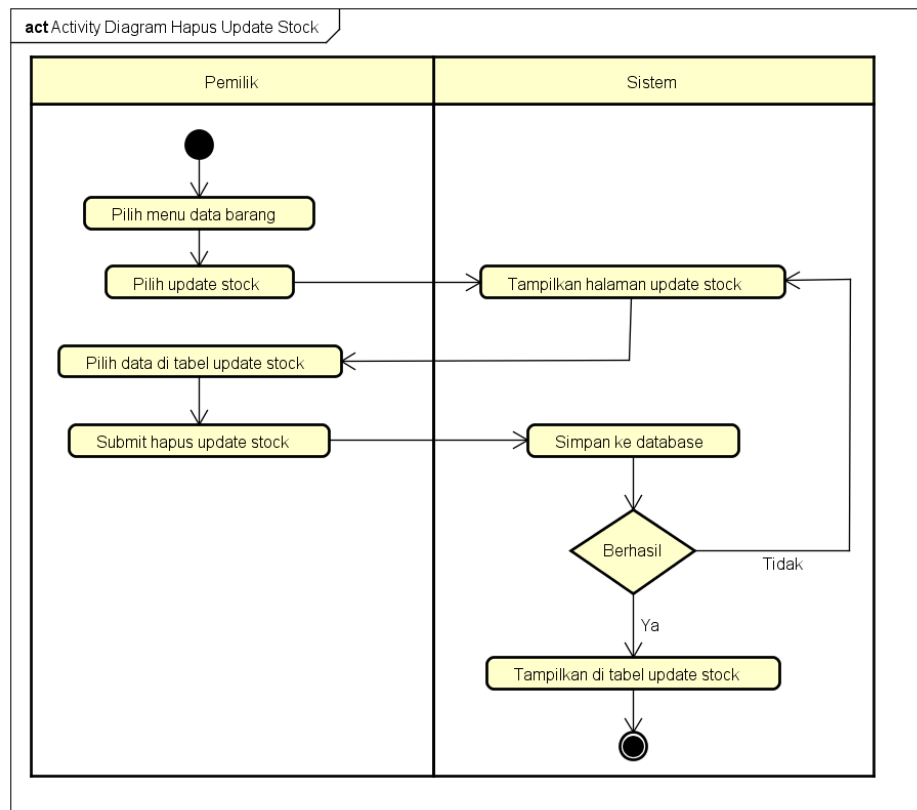 act Activity Diagram Hapus Update Stock
Pemilik
Sistem
Pilih menu data barang
Pilih update stock
Tampilkan halaman update stock
Pilih data di tabel update stock
Submit hapus update stock
Simpan ke database
Berhasil
Tidak
Ya
Tampilkan di tabel update stock